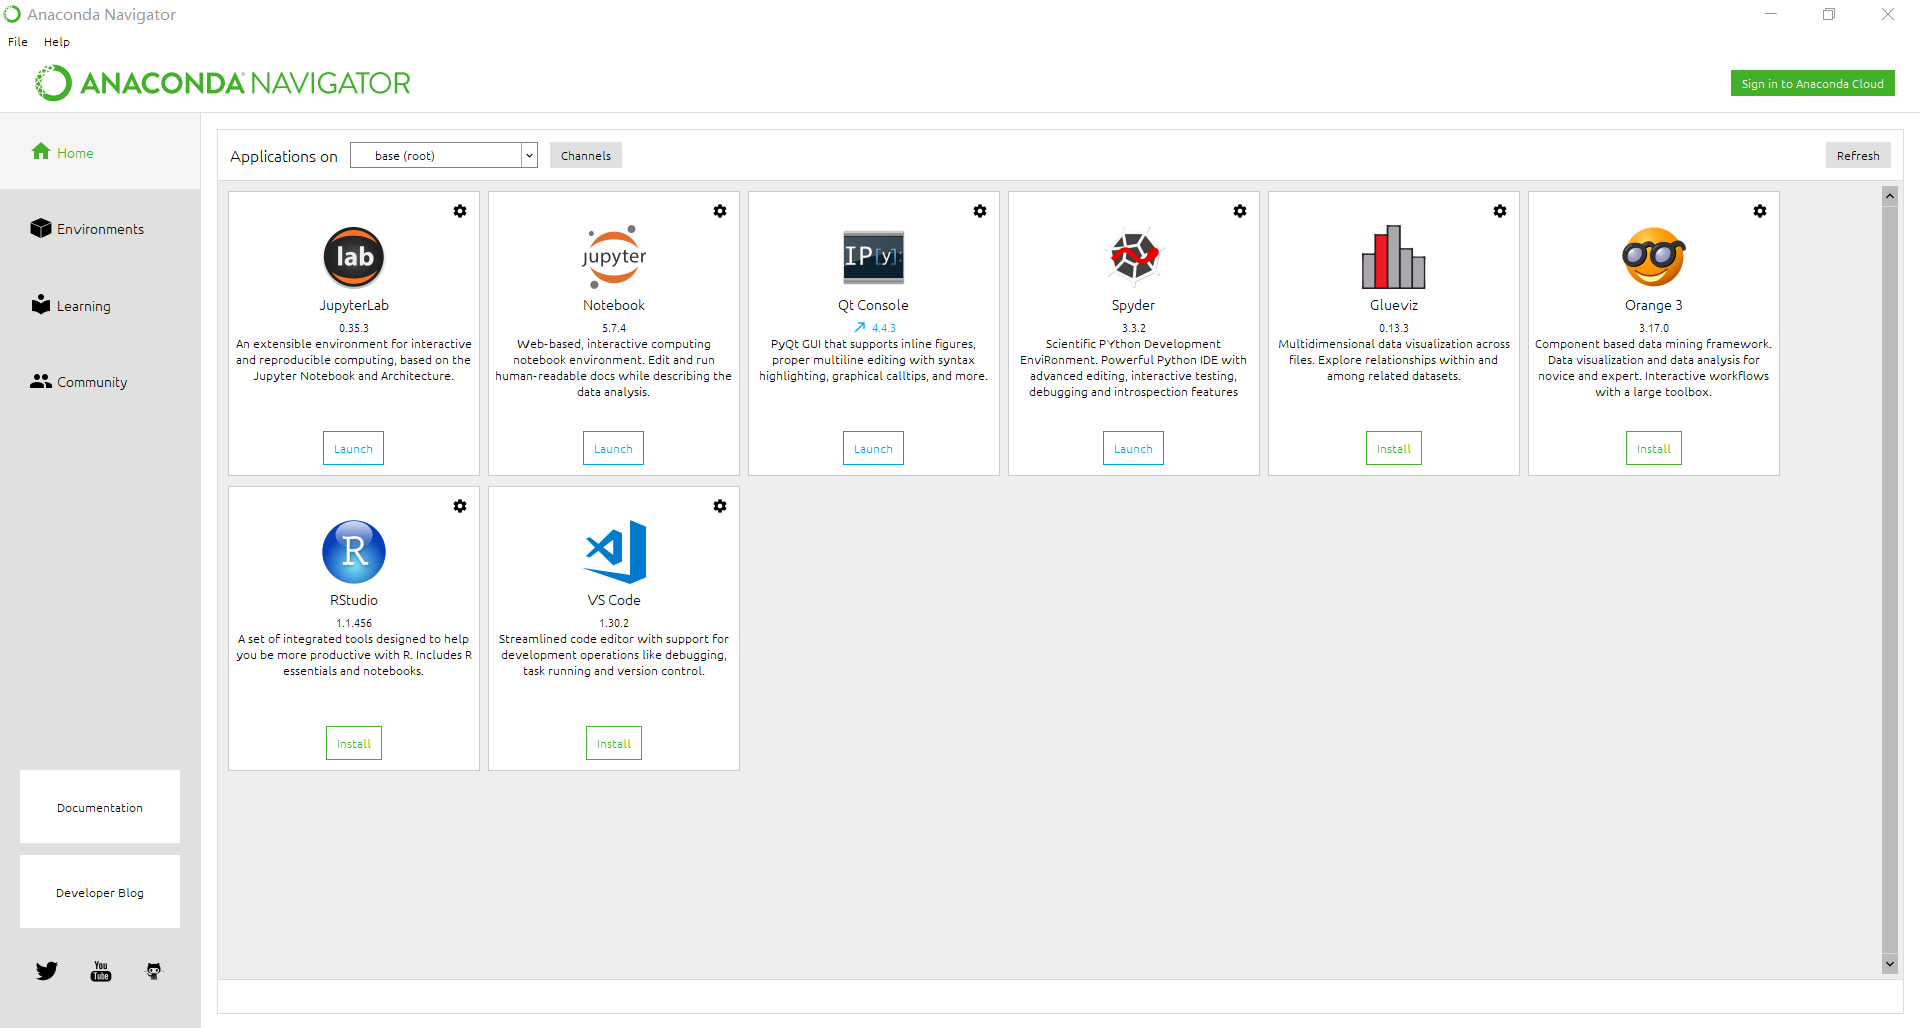 Anaconda Navigator
File Help
ANACONDA NAVIGATOR
Sign in to Anaconda Cloud
Home
Environments
Learning
Community
Documentation
Developer Blog
You
Tube
Applications on
base (root)
Channels
Refresh
lab
JupyterLab
0.35.3
An extensible environment for interactive
and reproducible computing, based on the
Jupyter Notebook and Architecture.
Launch
jupyter
Notebook
5.7.4
Web-based, interactive computing
notebook environment. Edit and run
human-readable docs while describing the
data analysis.
Launch
IP[y]:
Qt Console
4.4.3
PyQt GUI that supports inline figures,
proper multiline editing with syntax
highlighting, graphical calltips, and more.
Launch
Spyder
3.3.2
Scientific PYthon Development
EnviRonment. Powerful Python IDE with
advanced editing, interactive testing,
debugging and introspection features
Launch
Glueviz
0.13.3
Multidimensional data visualization across
files. Explore relationships within and
among related datasets.
Install
Orange 3
3.17.0
Component based data mining framework.
Data visualization and data analysis for
novice and expert. Interactive workflows
with a large toolbox.
Install
R
RStudio
1.1.456
A set of integrated tools designed to help
you be more productive with R. Includes R
essentials and notebooks.
Install
VS Code
1.30.2
Streamlined code editor with support for
development operations like debugging,
task running and version control.
Install